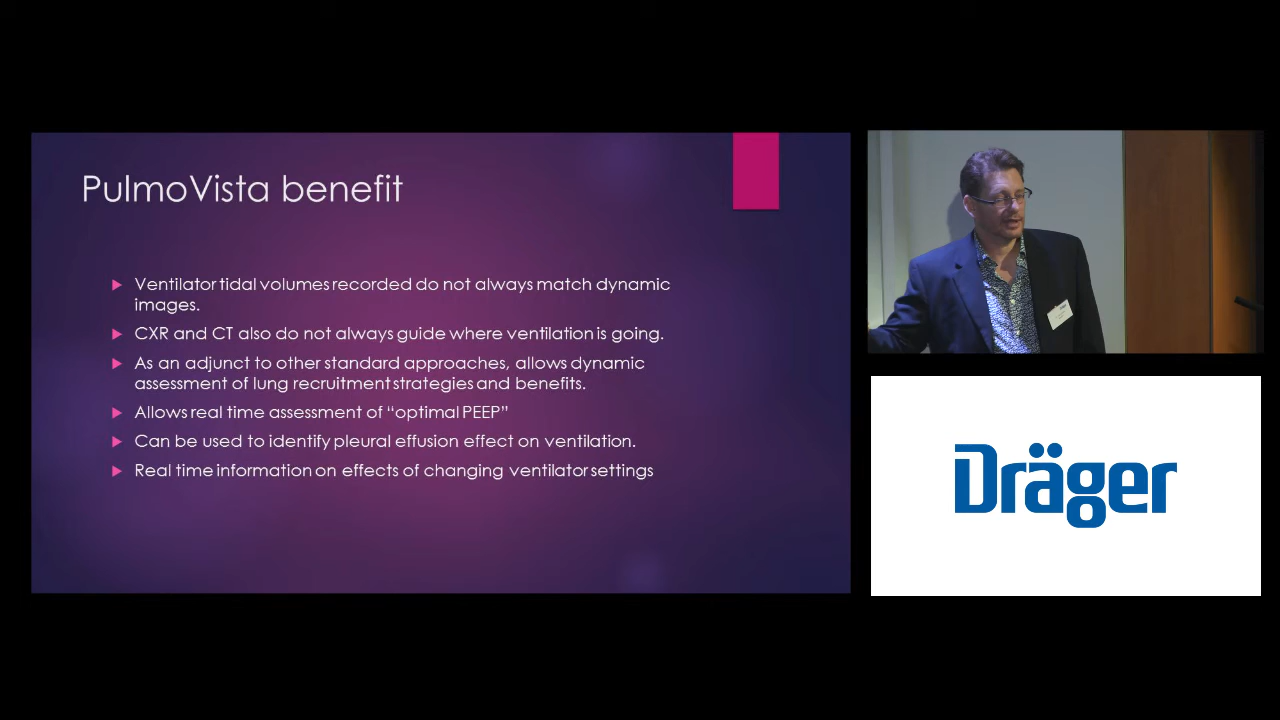 PulmoVista benefit
Ventilator tidal volumes recorded do not always match dynamic
images.
CXR and CT also do not always guide where ventilation is going.
As an adjunct to other standard approaches, allows dynamic
assessment of lung recruitment strategies and benefits.
Allows real time assessment of “optimal PEEP”
Can be used to identify pleural effusion effect on ventilation.
Real time information on effects of changing ventilator settings
Dräger